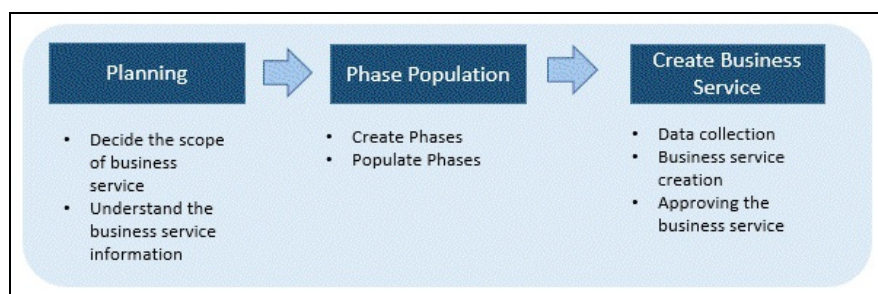 Planning
Phase Population
Create Business
Service
• Decide the scope
of business
service
• Understand the
business service
information
• Create Phases
• Populate Phases
• Data collection
• Business service
creation
• Approving the
business service